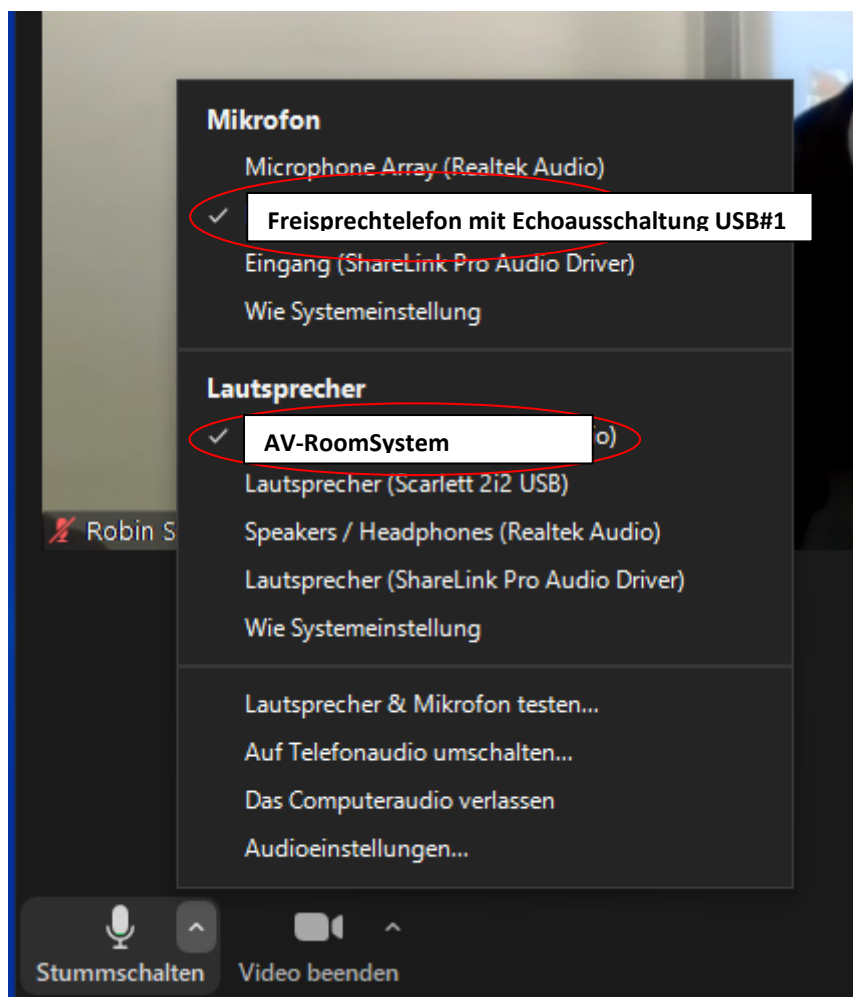 Mikrofon
Microphone Array (Realtek Audio)
Freisprechtelefon mit Echoausschaltung USB#1
Eingang (ShareLink Pro Audio Driver)
Wie Systemeinstellung
Lautsprecher
AV-RoomSystem o)
Lautsprecher (Scarlett 2i2 USB)
Robin S
Speakers / Headphones (Realtek Audio)
Lautsprecher (ShareLink Pro Audio Driver)
Wie Systemeinstellung
Lautsprecher & Mikrofon testen...
Auf Telefonaudio umschalten...
Das Computeraudio verlassen
Audioeinstellungen...
Stummschalten Video beenden